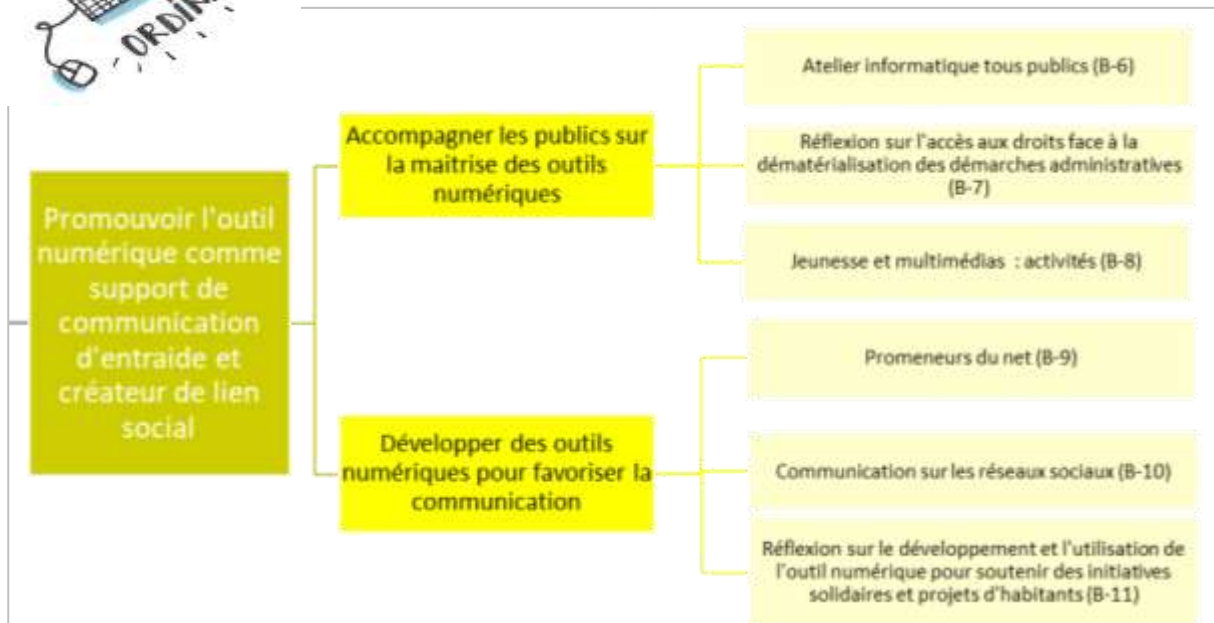 Promouvoir l'outil
numérique comme
support de
communication
d'entraide et
créateur de lien
social
Accompagner les publics sur
la maitrise des outils
numériques
Atelier informatique tous publics (B-6)
Réflexion sur l'accès aux droits face à la
dématérialisation des démarches administratives
(B-7)
Jeunesse et multimédias : activités (B-8)
Développer des outils
numériques pour favoriser la
communication
Promeneurs du net (B-9)
Communication sur les réseaux sociaux (B-10)
Réflexion sur le développement et l'utilisation de
l'outil numérique pour soutenir des initiatives
solidaires et projets d'habitants (B-11)